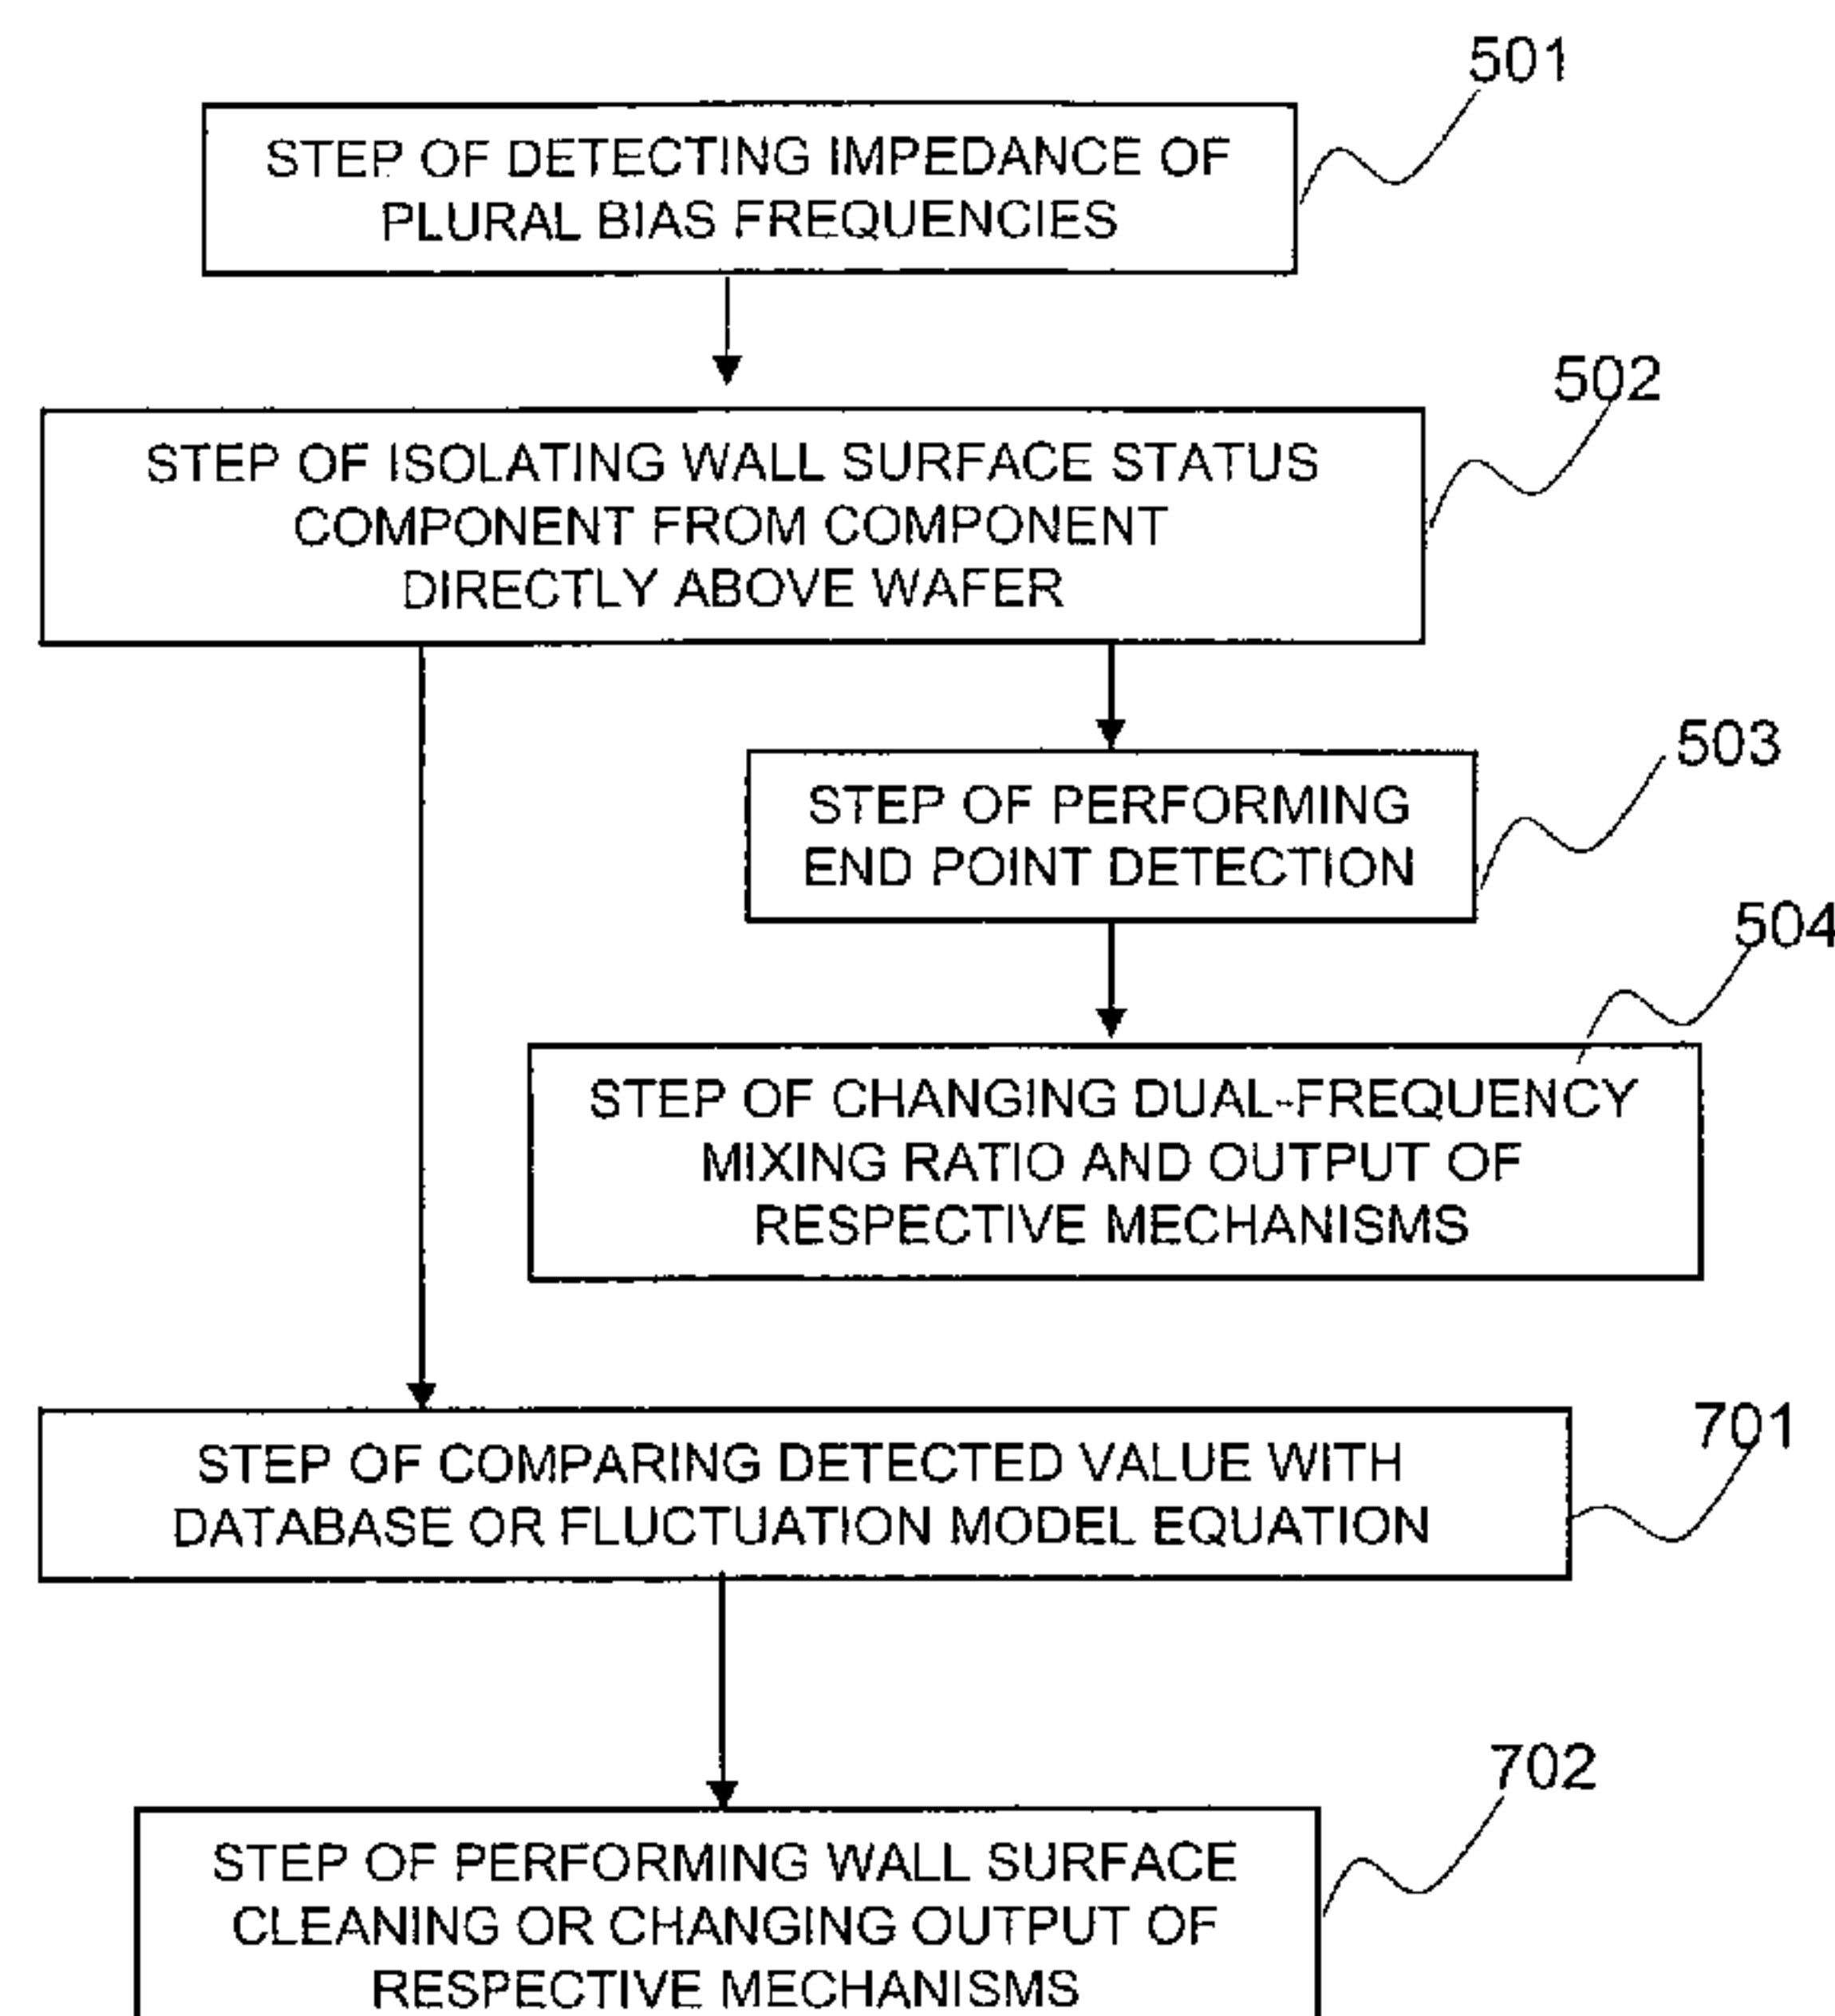 501
STEP OF DETECTING IMPEDANCE OF
PLURAL BIAS FREQUENCIES
502
STEP OF ISOLATING WALL SURFACE STATUS
COMPONENT FROM COMPONENT
DIRECTLY ABOVE WAFER
503
STEP OF PERFORMING
END POINT DETECTION
504
STEP OF CHANGING DUAL-FREQUENCY
MIXING RATIO AND OUTPUT OF
RESPECTIVE MECHANISMS
701
STEP OF COMPARING DETECTED VALUE WITH
DATABASE OR FLUCTUATION MODEL EQUATION
702
STEP OF PERFORMING WALL SURFACE
CLEANING OR CHANGING OUTPUT OF
RESPECTIVE MECHANISMS